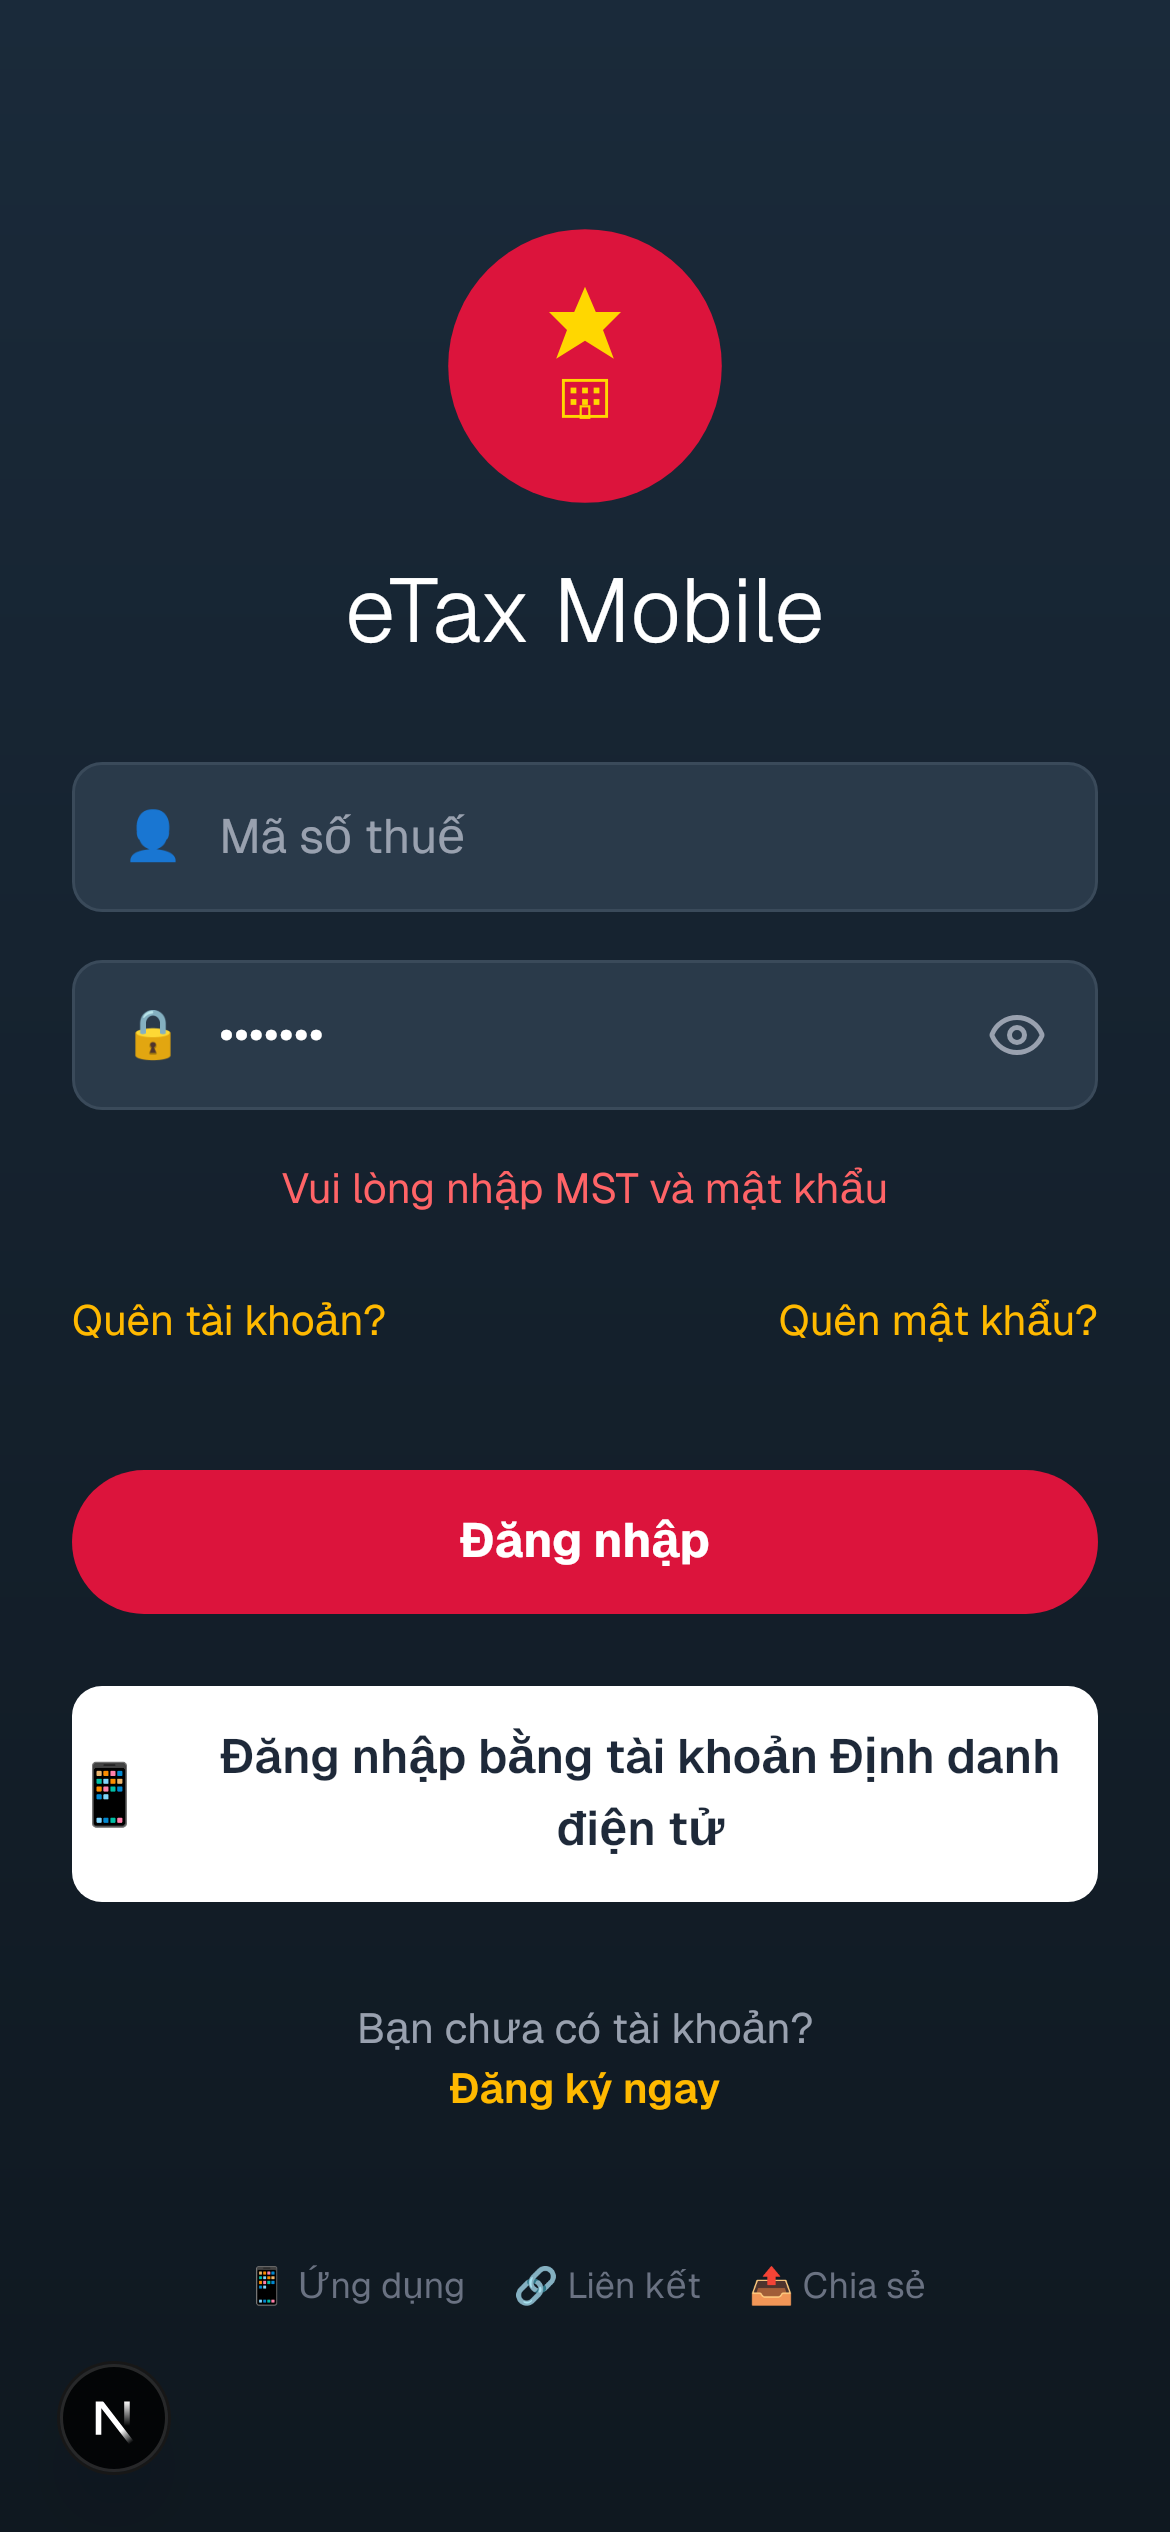 eTax Mobile
Mã số thuế
•••••••
Vui lòng nhập MST và mật khẩu
Quên tài khoản?
Quên mật khẩu?
Đăng nhập
Đăng nhập bằng tài khoản Định danh
điện tử
Bạn chưa có tài khoản?
Đăng ký ngay
Ứng dụng
Liên kết
Chia sẻ
N